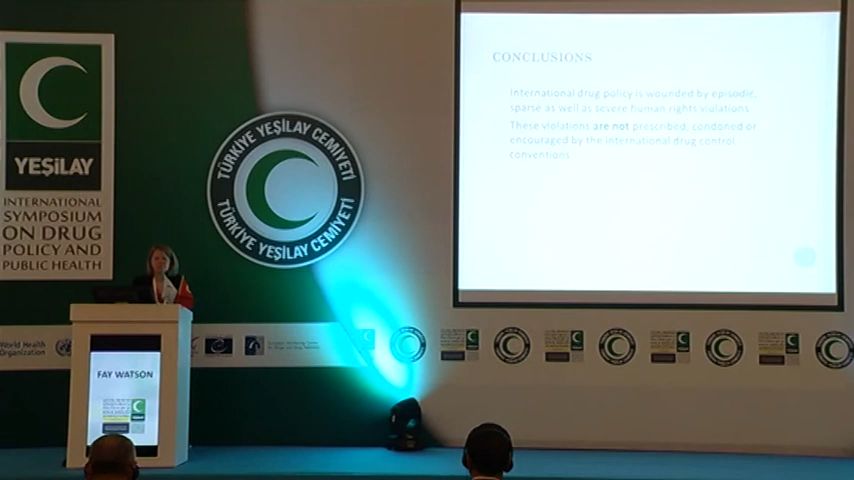 YEŞİLAY
INTERNATIONAL
SYMPOSIUM
ON DRUG
POLICY AND
PUBLIC HEALTH
TÜRKİYE YEŞİLAY CEMİYETİ
TÜRKİYE YEŞİLAY CEMİYETİ
CONCLUSIONS
International drug policy is wounded by episodic,
sparse as well as severe human rights violations.
These violations are not prescribed, condoned or
encouraged by the international drug control
conventions
World Health
Organization
FAY WATSON